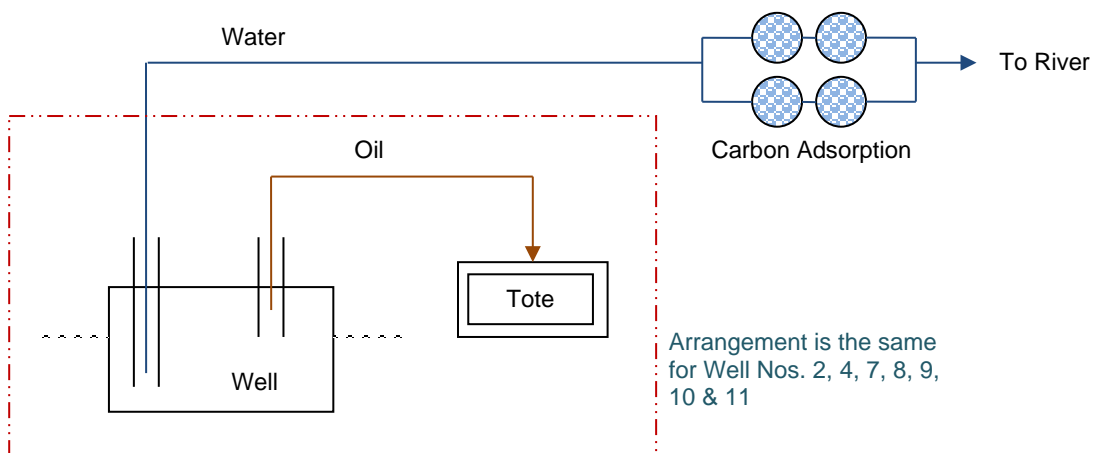 Water
To River
Carbon Adsorption
Oil
Tote
Well
Arrangement is the same
for Well Nos. 2, 4, 7, 8, 9,
10 & 11